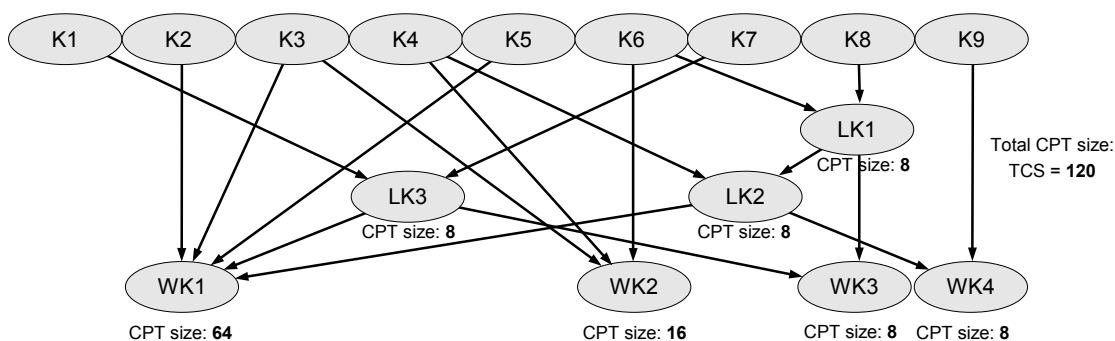 K1 K2 K3 K4 K5 K6 K7 K8 K9
LK1
CPT size: 8
Total CPT size:
TCS = 120
LK3
CPT size: 8
LK2
CPT size: 8
WK1
CPT size: 64
WK2
CPT size: 16
WK3
CPT size: 8
WK4
CPT size: 8